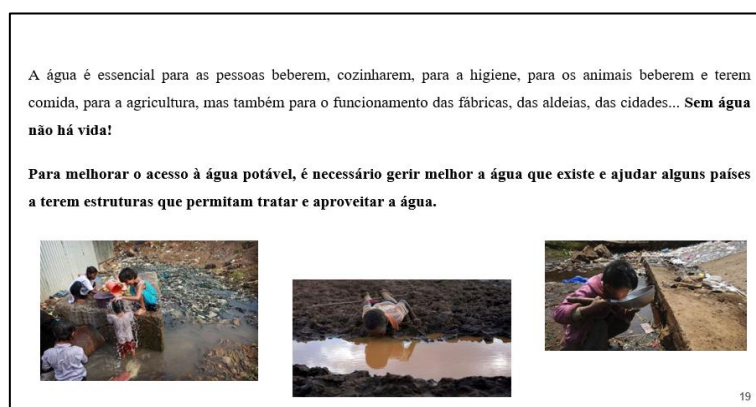 A água é essencial para as pessoas beberem, cozinharem, para a higiene, para os animais beberem e terem
comida, para a agricultura, mas também para o funcionamento das fábricas, das aldeias, das cidades... Sem água
não há vida!
Para melhorar o acesso à água potável, é necessário gerir melhor a água que existe e ajudar alguns países
a terem estruturas que permitam tratar e aproveitar a água.
19